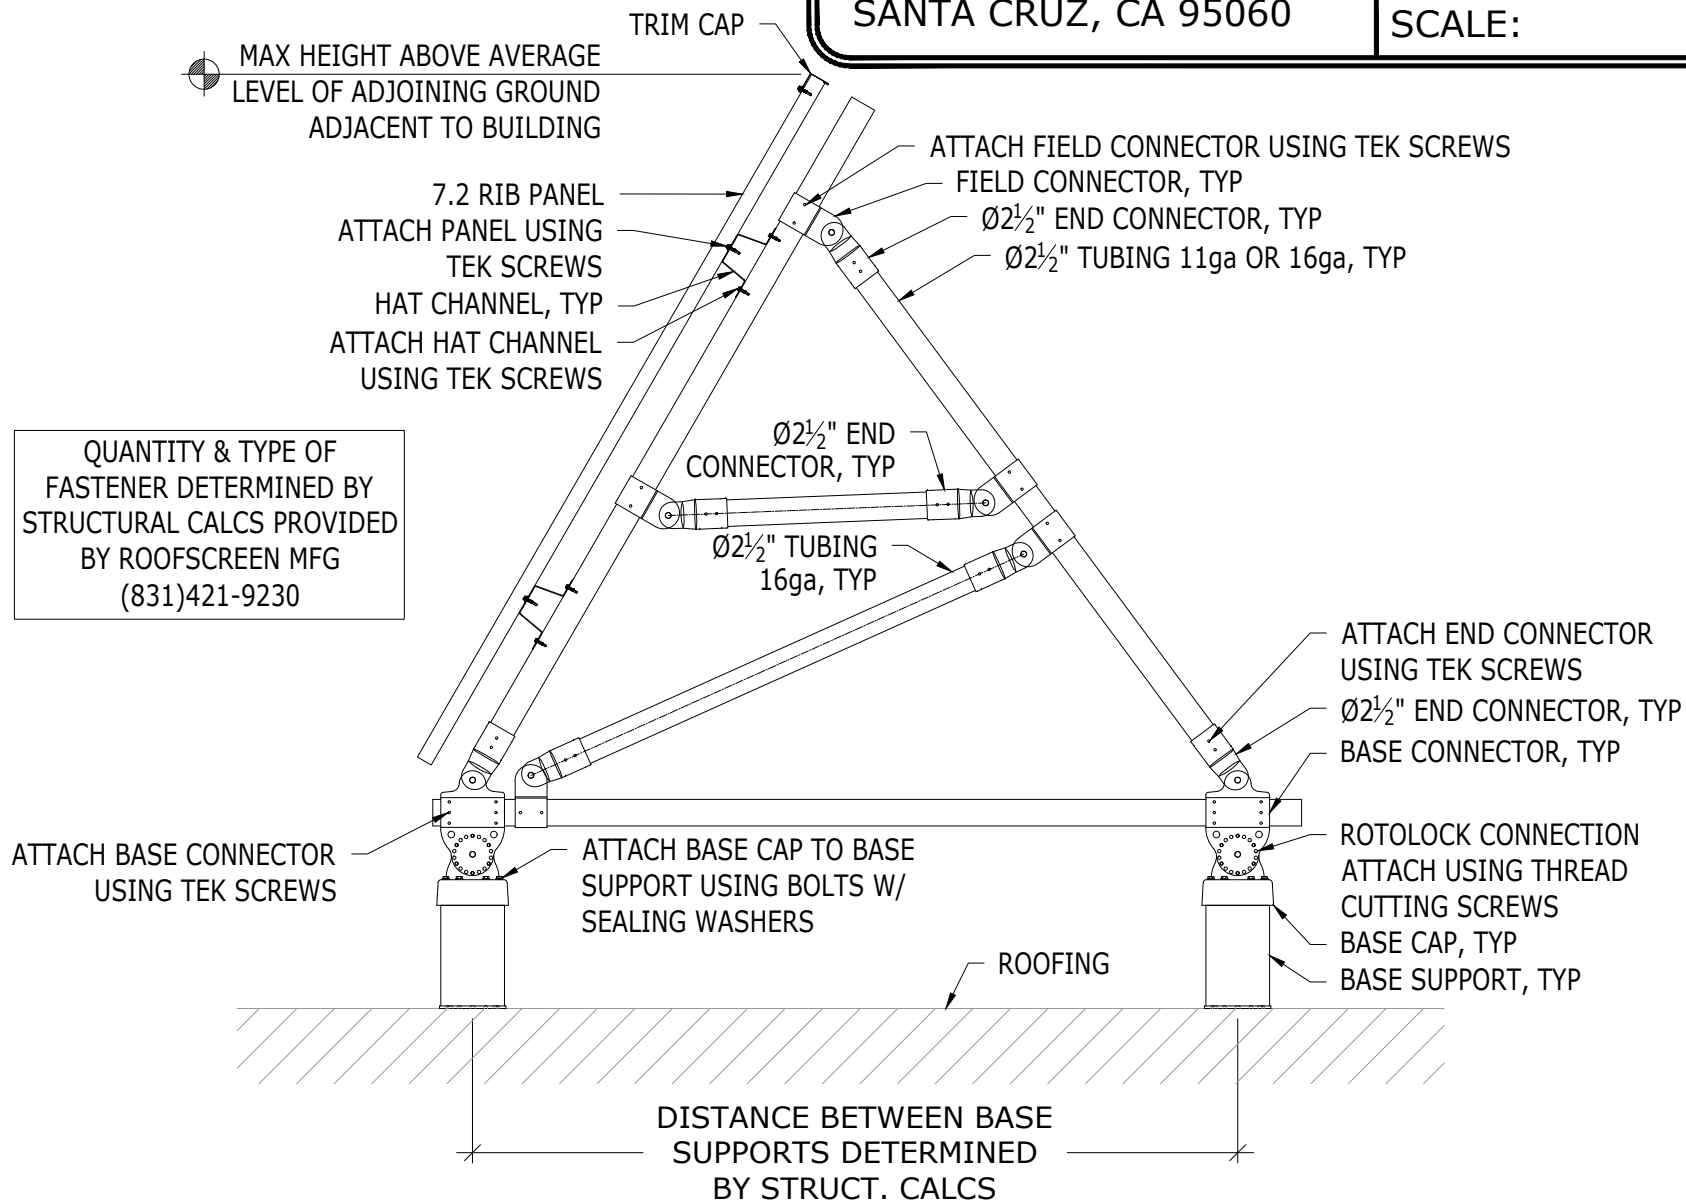 SANTA CRUZ, CA 95060
SCALE:
TRIM CAP
MAX HEIGHT ABOVE AVERAGE
LEVEL OF ADJOINING GROUND
ADJACENT TO BUILDING
7.2 RIB PANEL
ATTACH PANEL USING
TEK SCREWS
HAT CHANNEL, TYP
ATTACH HAT CHANNEL
USING TEK SCREWS
ATTACH FIELD CONNECTOR USING TEK SCREWS
FIELD CONNECTOR, TYP
Ø2½" END CONNECTOR, TYP
Ø2½" TUBING 11ga OR 16ga, TYP
QUANTITY & TYPE OF
FASTENER DETERMINED BY
STRUCTURAL CALCS PROVIDED
BY ROOFSCREEN MFG
(831)421-9230
Ø2½" END
CONNECTOR, TYP
Ø2½" TUBING
16ga, TYP
ATTACH END CONNECTOR
USING TEK SCREWS
Ø2½" END CONNECTOR, TYP
BASE CONNECTOR, TYP
ROTOLOCK CONNECTION
ATTACH USING THREAD
CUTTING SCREWS
BASE CAP, TYP
BASE SUPPORT, TYP
ATTACH BASE CONNECTOR
USING TEK SCREWS
ATTACH BASE CAP TO BASE
SUPPORT USING BOLTS W/
SEALING WASHERS
ROOFING
DISTANCE BETWEEN BASE
SUPPORTS DETERMINED
BY STRUCT. CALCS